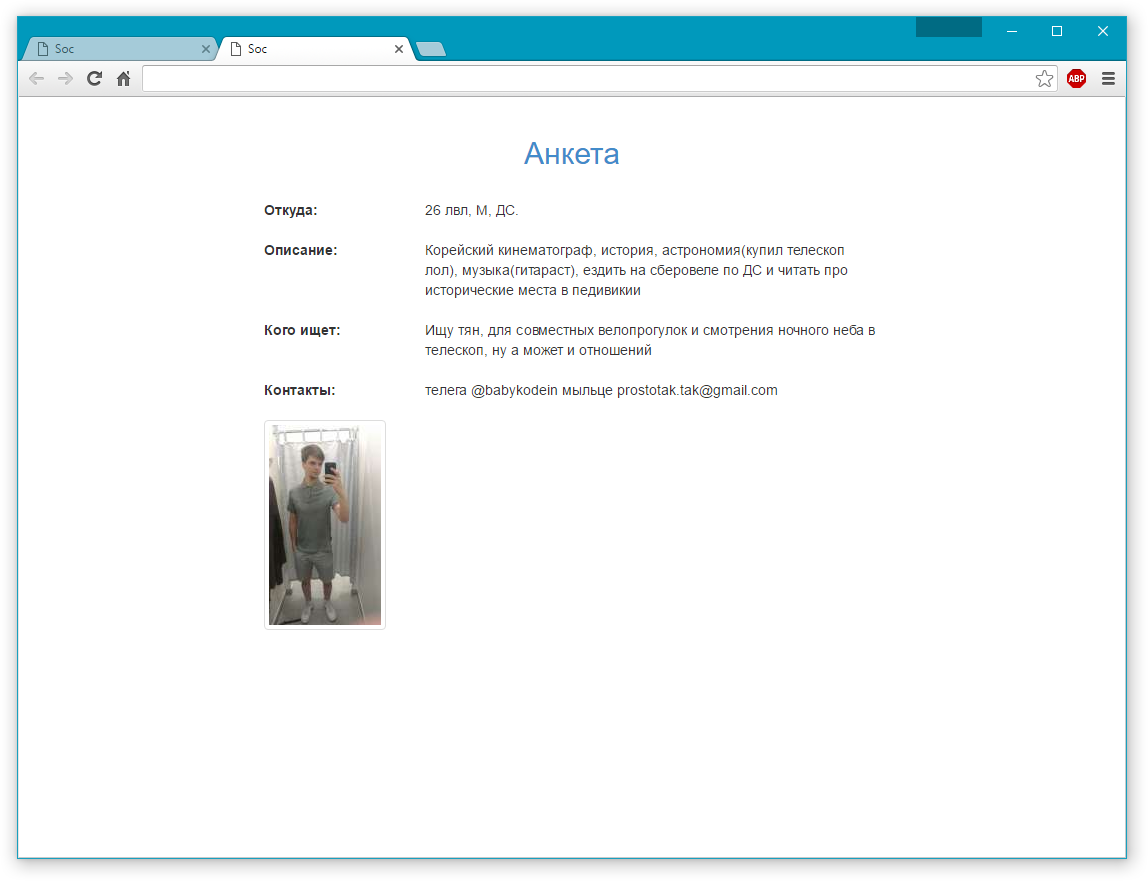 Soc
Soc
ABP
Анкета
Откуда: 26 лвл, М, ДС.
Описание: Корейский кинематограф, история, астрономия(купил телескоп
лол), музыка(гитараст), ездить на сберовеле по ДС и читать про
исторические места в педивикии
Кого ищет: Ищу тян, для совместных велопрогулок и смотрения ночного неба в
телескоп, ну а может и отношений
Контакты: телега @babykodein мыльце prostotak.tak@gmail.com